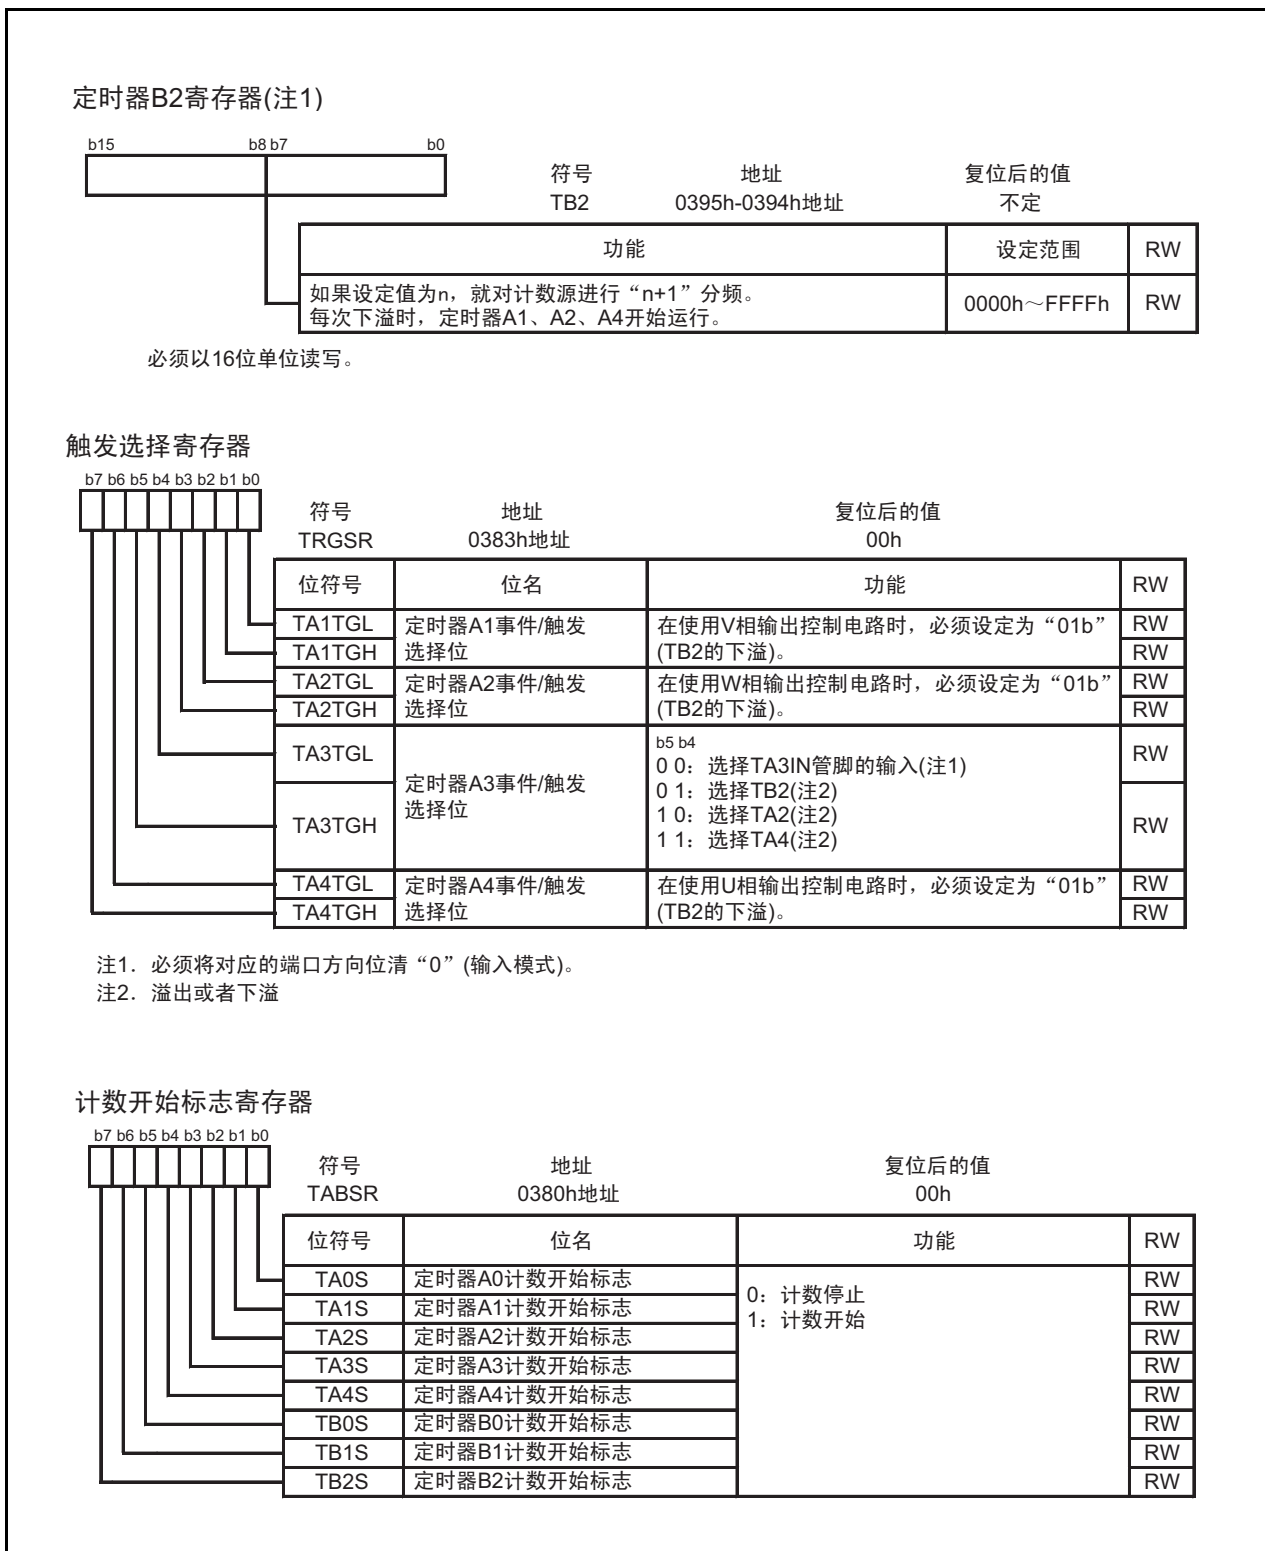 定时器B2寄存器(注1)
b15 b8 b7 b0
符号 地址 复位后的值
TB2 0395h-0394h地址 不定
功能 设定范围 RW
如果设定值为n，就对计数源进行“n+1”分频。
每次下溢时，定时器A1、A2、A4开始运行。
0000h～FFFFh RW
必须以16位单位读写。
触发选择寄存器
b7 b6 b5 b4 b3 b2 b1 b0
符号 地址 复位后的值
TRGSR 0383h地址 00h
位符号 位名 功能 RW
TA1TGL 定时器A1事件/触发 在使用V相输出控制电路时，必须设定为“01b” RW
TA1TGH 选择位 (TB2的下溢)。 RW
TA2TGL 定时器A2事件/触发 在使用W相输出控制电路时，必须设定为“01b” RW
TA2TGH 选择位 (TB2的下溢)。 RW
TA3TGL
定时器A3事件/触发
选择位
b5 b4
0 0：选择TA3IN管脚的输入(注1)
0 1：选择TB2(注2)
1 0：选择TA2(注2)
1 1：选择TA4(注2)
RW
TA3TGH RW
TA4TGL 定时器A4事件/触发 在使用U相输出控制电路时，必须设定为“01b” RW
TA4TGH 选择位 (TB2的下溢)。 RW
注1. 必须将对应的端口方向位清“0”(输入模式)。
注2. 溢出或者下溢
计数开始标志寄存器
b7 b6 b5 b4 b3 b2 b1 b0
符号 地址 复位后的值
TABSR 0380h地址 00h
位符号 位名 功能 RW
TA0S 定时器A0计数开始标志 RW
0：计数停止
1：计数开始
TA1S 定时器A1计数开始标志 RW
TA2S 定时器A2计数开始标志 RW
TA3S 定时器A3计数开始标志 RW
TA4S 定时器A4计数开始标志 RW
TB0S 定时器B0计数开始标志 RW
TB1S 定时器B1计数开始标志 RW
TB2S 定时器B2计数开始标志 RW